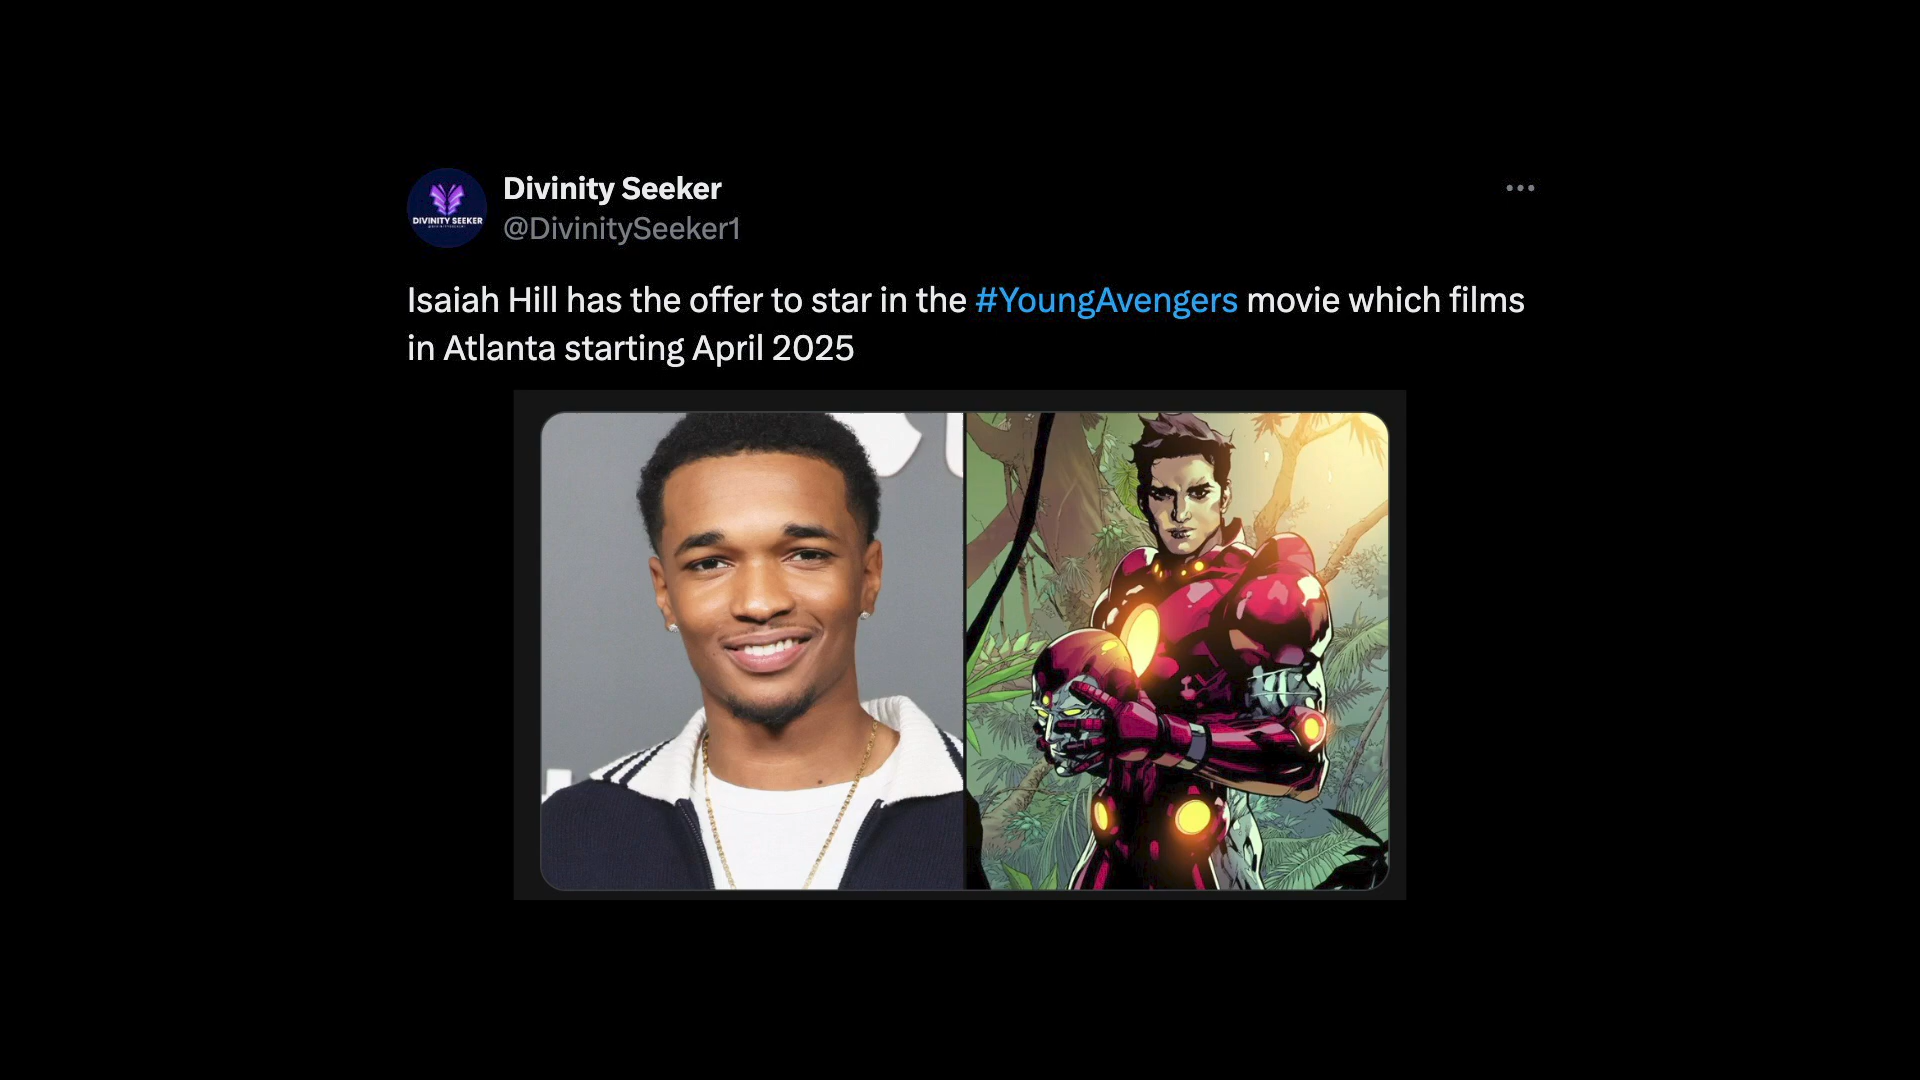 Divinity Seeker
@DivinitySeeker1
DIVINITY SEEKER
Isaiah Hill has the offer to star in the #YoungAvengers movie which films
in Atlanta starting April 2025